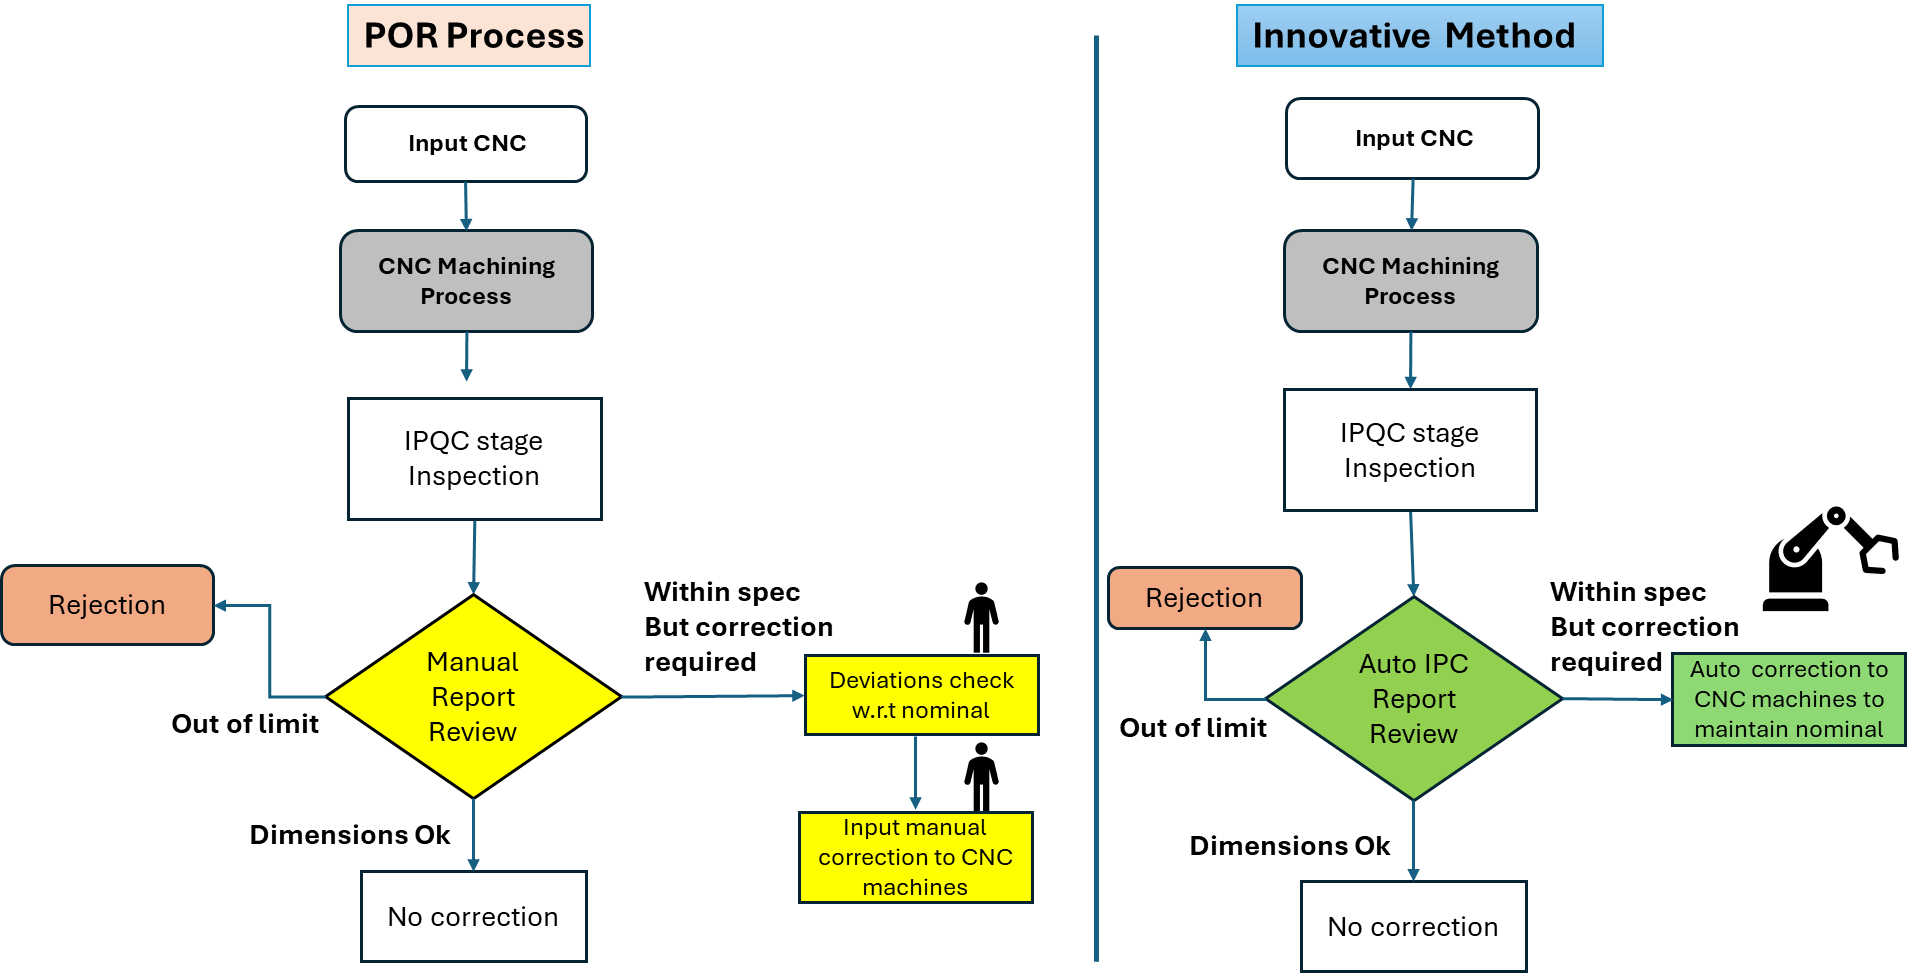 POR Process
Input CNC
CNC Machining
Process
IPQC stage
Inspection
Manual
Report
Review
Rejection
Out of limit
Within spec
But correction
required
Deviations check
w.r.t nominal
Input manual
correction to CNC
machines
Dimensions Ok
No correction
Innovative Method
Input CNC
CNC Machining
Process
IPQC stage
Inspection
Auto IPC
Report
Review
Rejection
Out of limit
Within spec
But correction
required
Auto correction to
CNC machines to
maintain nominal
Dimensions Ok
No correction